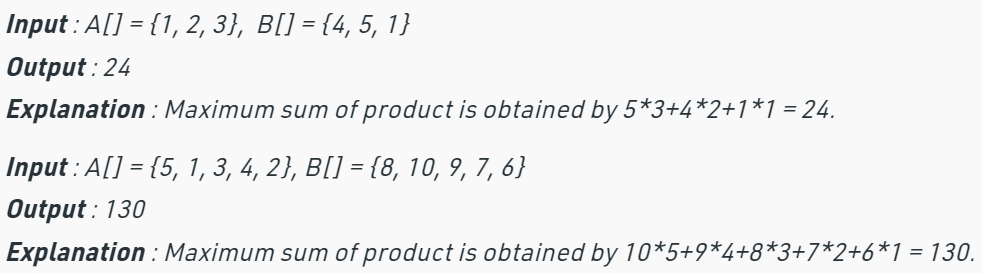 Input : A[] = {1, 2, 3}, B[] = {4, 5, 1}
Output : 24
Explanation : Maximum sum of product is obtained by 5*3+4*2+1*1 = 24.
Input : A[] = {5, 1, 3, 4, 2}, B[] = {8, 10, 9, 7, 6}
Output : 130
Explanation : Maximum sum of product is obtained by 10*5+9*4+8*3+7*2+6*1 = 130.